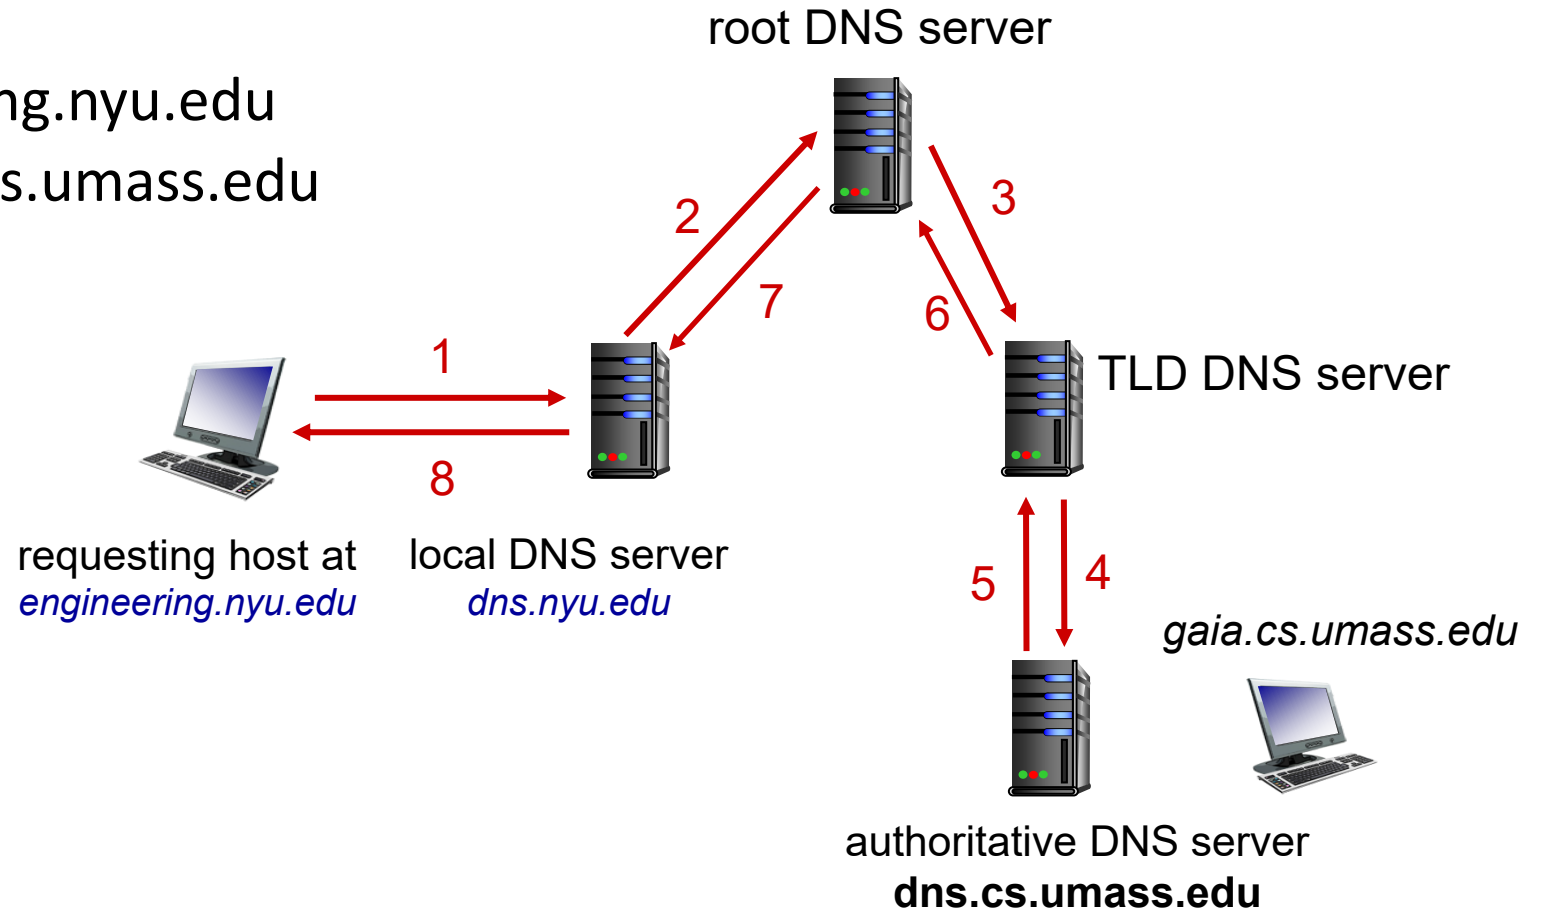 root DNS server
ng.nyu.edu
s.umass.edu
2
3
7
6
1
TLD DNS server
8
requesting host at
engineering.nyu.edu
local DNS server
dns.nyu.edu
5
4
gaia.cs.umass.edu
authoritative DNS server
dns.cs.umass.edu